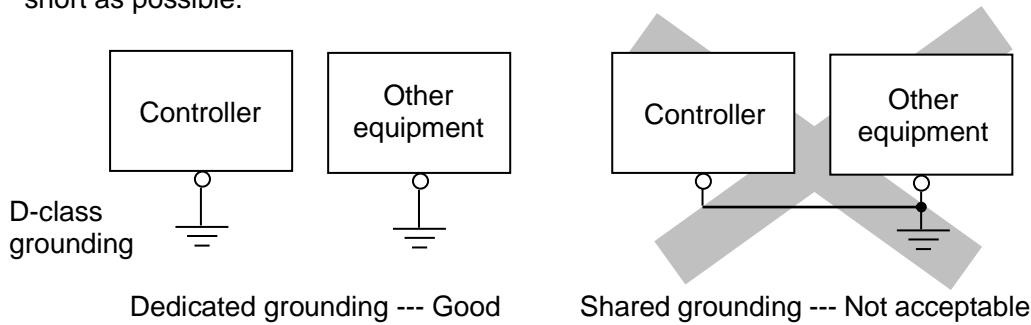 short as possible.
Controller
Other
equipment
Controller
Other
equipment
D-class
grounding
Dedicated grounding --- Good
Shared grounding --- Not acceptable